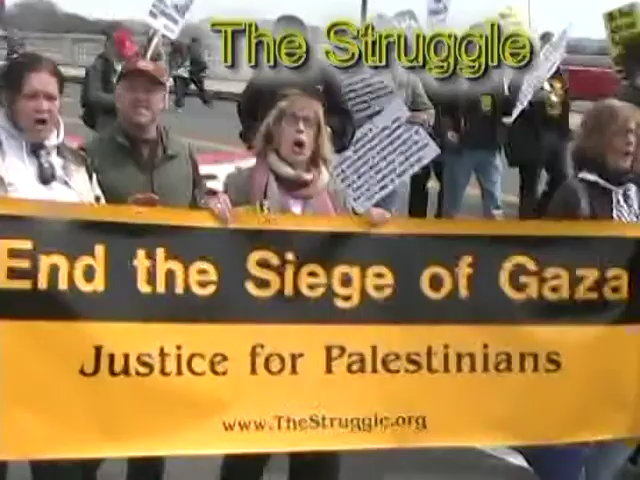 The Struggle
End the Siege of Gaza
Justice for Palestinians
www.TheStruggle.org